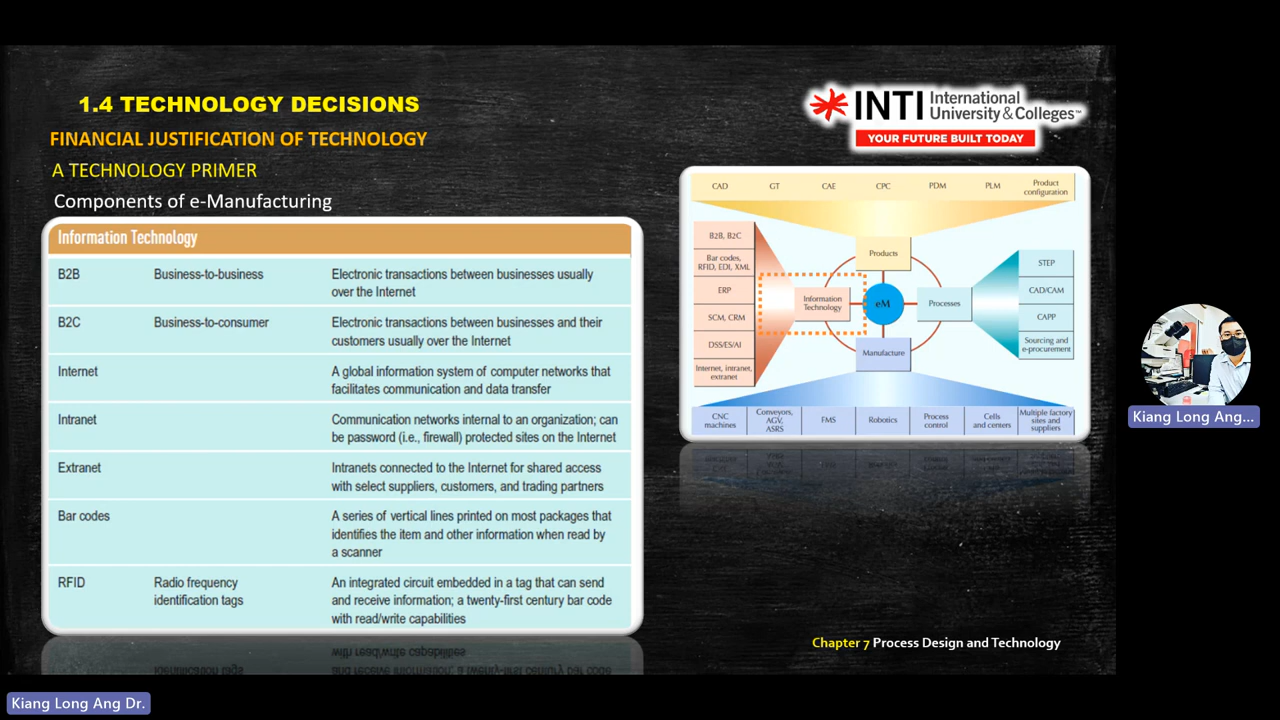 1.4 TECHNOLOGY DECISIONS
FINANCIAL JUSTIFICATION OF TECHNOLOGY
A TECHNOLOGY PRIMER
Components of e-Manufacturing
Information Technology
B2B Business-to-business Electronic transactions between businesses usually
over the Internet
B2C Business-to-consumer Electronic transactions between businesses and their
customers usually over the Internet
Internet A global information system of computer networks that
facilitates communication and data transfer
Intranet Communication networks internal to an organization; can
be password (i.e., firewall) protected sites on the Internet
Extranet Intranets connected to the Internet for shared access
with select suppliers, customers, and trading partners
Bar codes A series of vertical lines printed on most packages that
identifies the item and other information when read by
a scanner
RFID Radio frequency An integrated circuit embedded in a tag that can send
identification tags and receive information; a twenty-first century bar code
with read/write capabilities
INTI International
University & Colleges™
YOUR FUTURE BUILT TODAY
CAD GT CAE CPC PDM PLM Product
configuration
B2B, B2C
Bar codes,
RFID, EDI, XML
ERP
SCM, CRM
DSS/ES/AI
Internet, intranet,
extranet
Products
Information
Technology
eM
Processes
Manufacture
STEP
CAD/CAM
CAPP
Sourcing and
e-procurement
CNC
machines
Conveyors,
AGV,
ASRS
FMS
Robotics
Process
control
Cells
and centers
Multiple factory
sites and
suppliers
Chapter 7 Process Design and Technology
Kiang Long Ang...
Kiang Long Ang Dr.